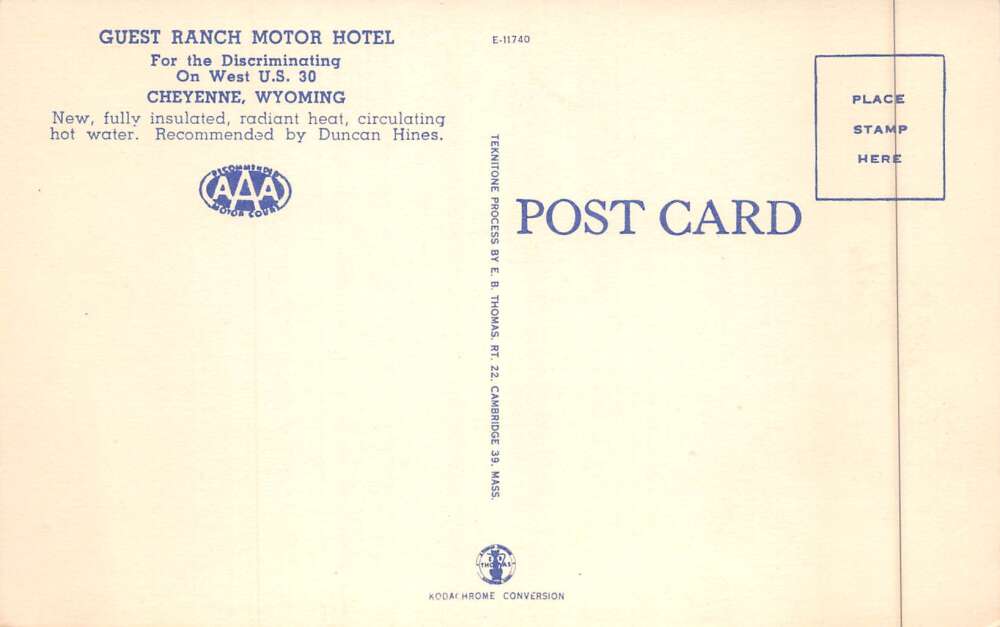 GUEST RANCH MOTOR HOTEL
For the Discriminating
On West U.S. 30
CHEYENNE, WYOMING
New, fully insulated, radiant heat, circulating
hot water. Recommended by Duncan Hines.
RECOMMENDED
AAA
MOTOR COURT
E-11740
TEKNITONE PROCESS BY E. B. THOMAS, RT. 22, CAMBRIDGE 39, MASS.
POST CARD
PLACE
STAMP
HERE
THOMAS
KODACHROME CONVERSION